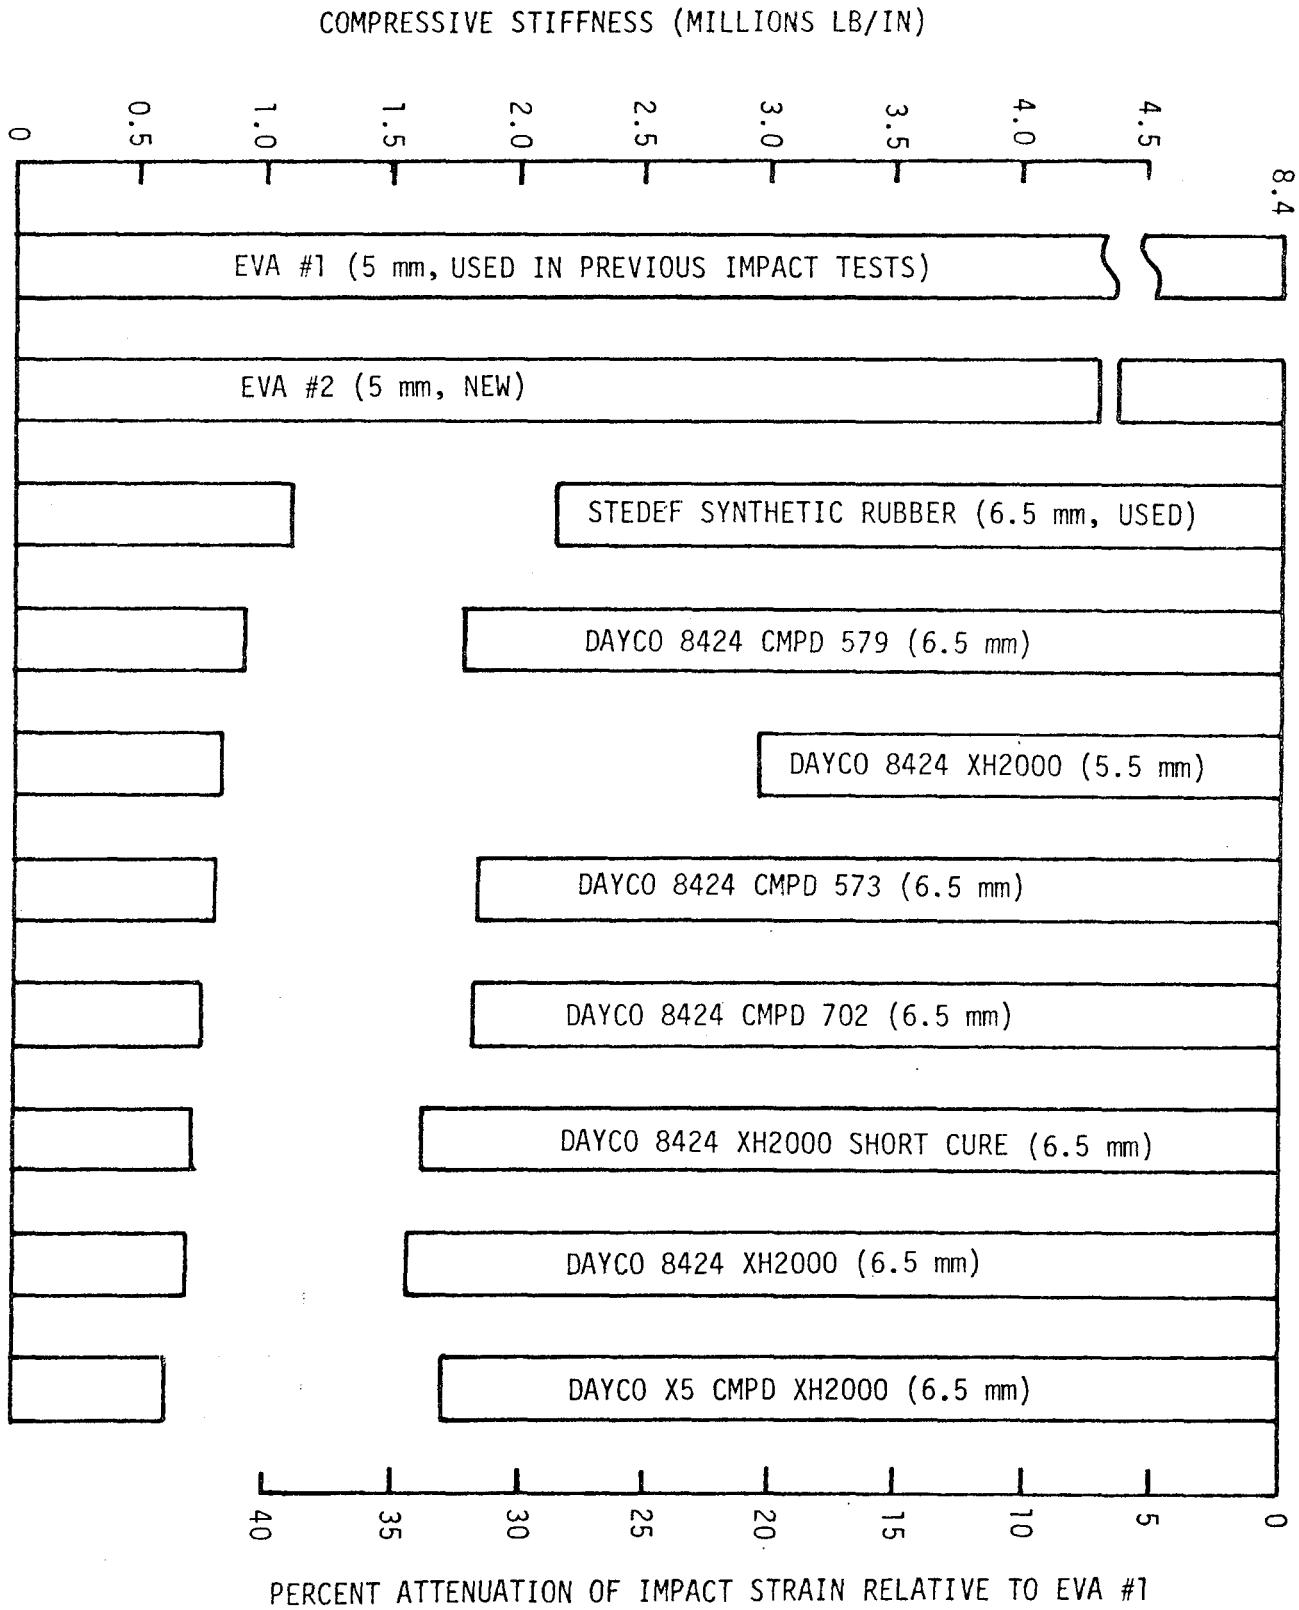 COMPRESSIVE STIFFNESS (MILLIONS LB/IN)
0 0.5 1.0 1.5 2.0 2.5 3.0 3.5 4.0 4.5 8.4
EVA #1 (5 mm, USED IN PREVIOUS IMPACT TESTS)
EVA #2 (5 mm, NEW)
STEDEF SYNTHETIC RUBBER (6.5 mm, USED)
DAYCO 8424 CMPD 579 (6.5 mm)
DAYCO 8424 XH2000 (5.5 mm)
DAYCO 8424 CMPD 573 (6.5 mm)
DAYCO 8424 CMPD 702 (6.5 mm)
DAYCO 8424 XH2000 SHORT CURE (6.5 mm)
DAYCO 8424 XH2000 (6.5 mm)
DAYCO X5 CMPD XH2000 (6.5 mm)
40 35 30 25 20 15 10 5 0
PERCENT ATTENUATION OF IMPACT STRAIN RELATIVE TO EVA #1